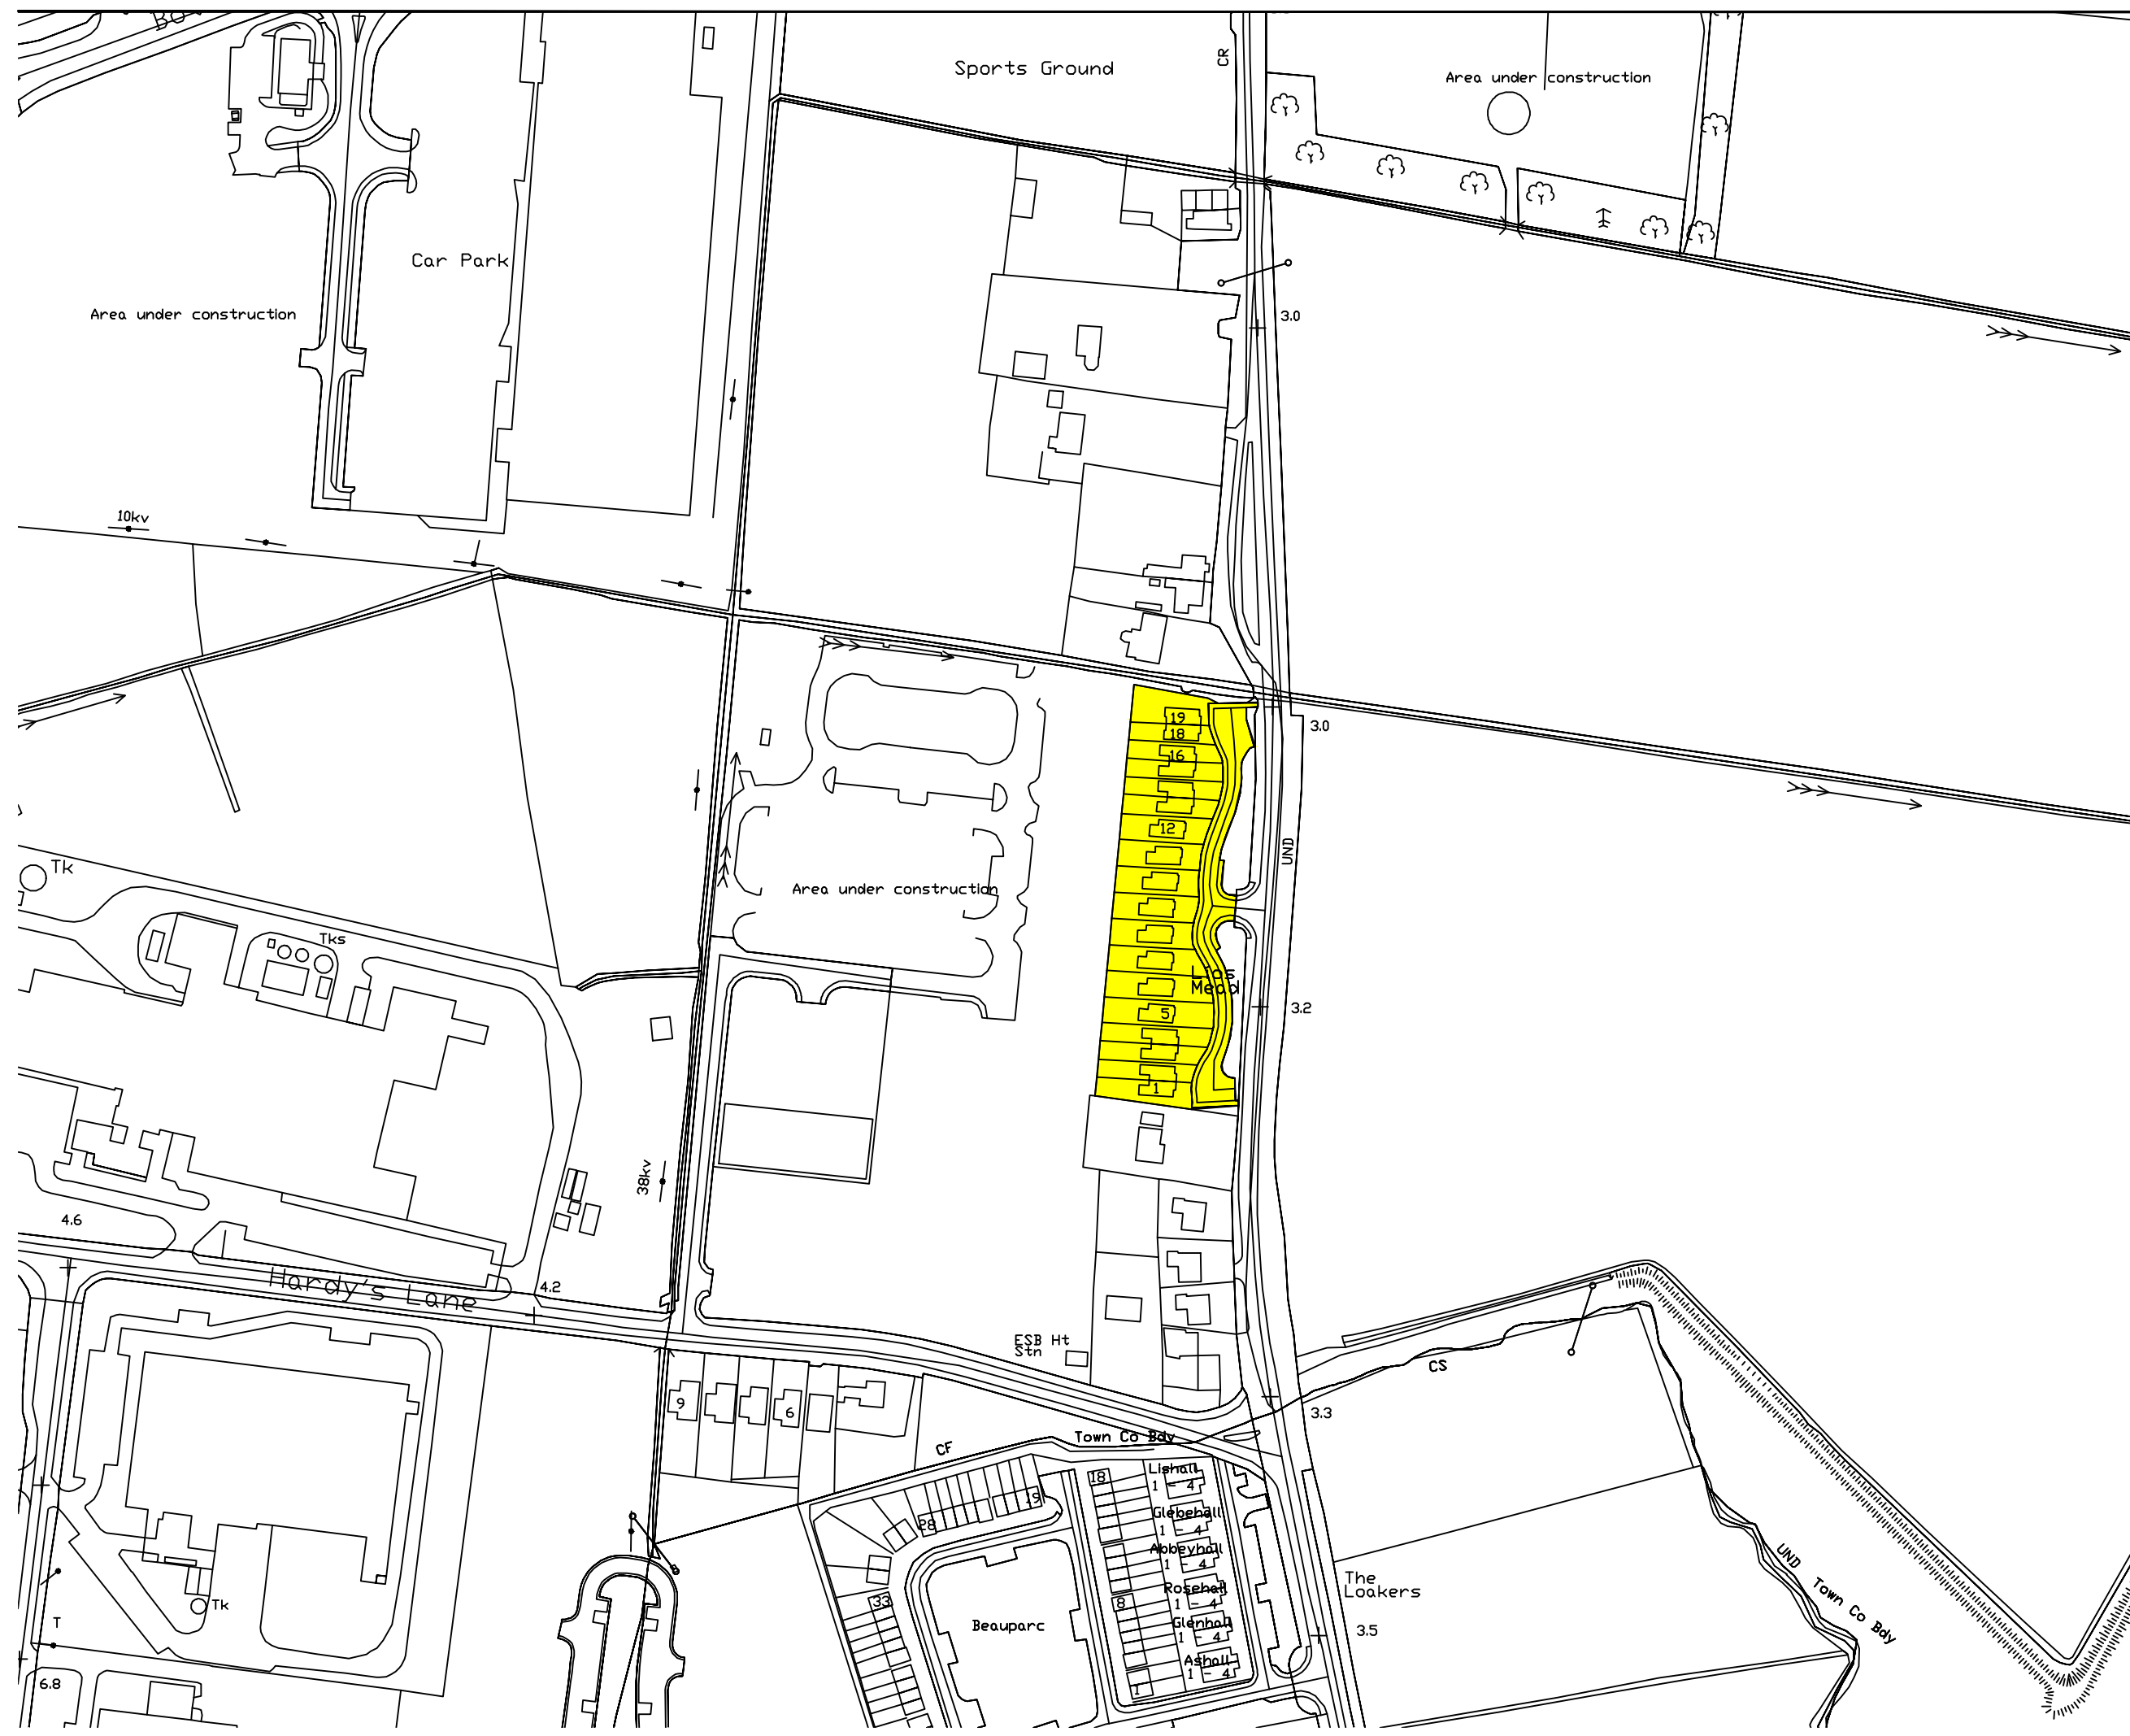 Sports Ground
CR
Area under construction
Car Park
Area under construction
3.0
10kv
19
18
16
3.0
12
UND
Tk
Area under construction
Tks
Lios
Mead
5
3.2
1
38kv
4.6
Hardy's Lane
4.2
ESB Ht
Stn
CS
9
6
3.3
Town Co Bdy
CF
18
Lishall
1 - 4
19
28
Glebehall
1 - 4
Abbeyhall
1 - 4
UND
Town Co Bdy
The
Loakers
Rosehall
1 - 4
33
8
Tk
T
Beauparc
Glenhall
1 - 4
3.5
Ashall
1 - 4
6.8
1